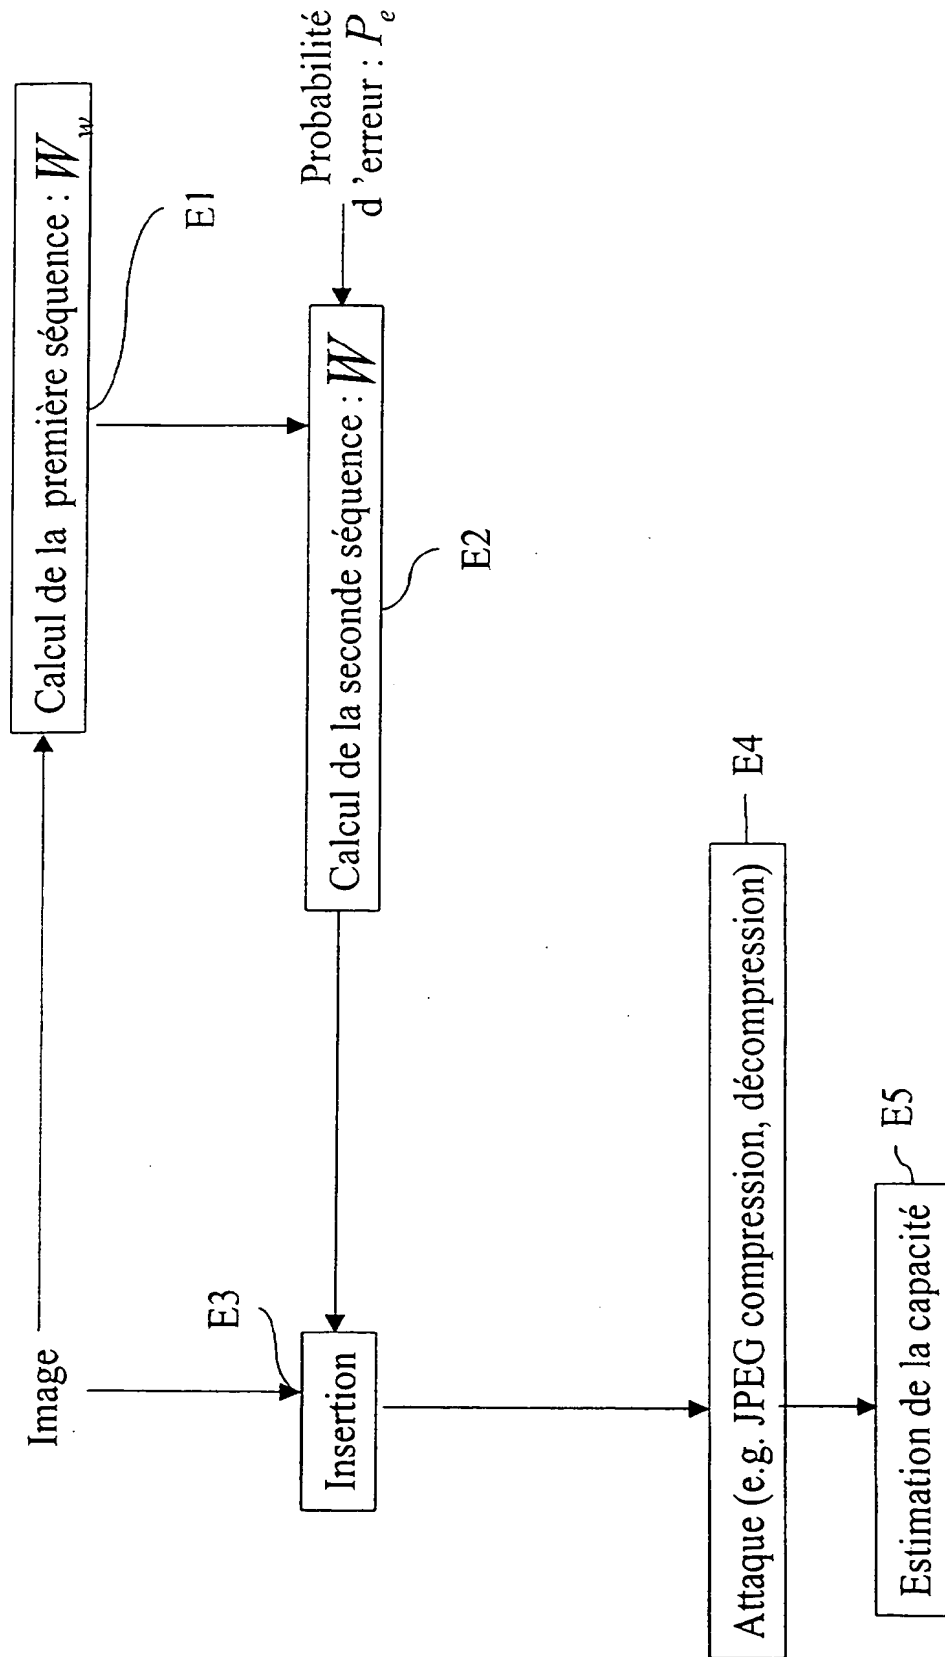 Image
Calcul de la première séquence : W_w
E1
E3
Insertion
Calcul de la seconde séquence : W
E2
Probabilité
d'erreur : P_e
Attaque (e.g. JPEG compression, décompression)
E4
Estimation de la capacité
E5